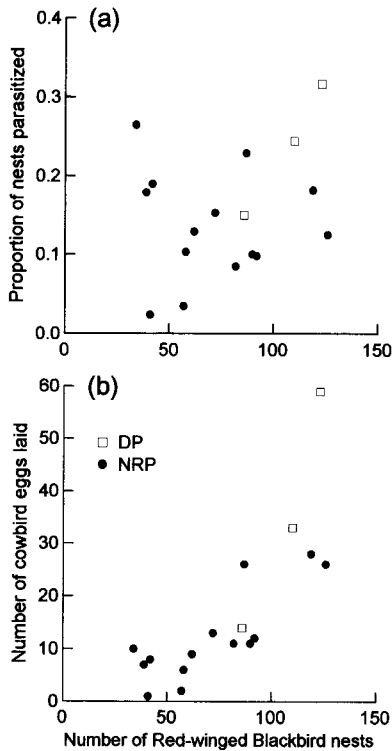 (a)
Proportion of nests parasitized
0.4
0.3
0.2
0.1
0.0
0 50 100 150
(b)
Number of cowbird eggs laid
60
50
40
30
20
10
0
DP
NRP
0 50 100 150
Number of Red-winged Blackbird nests